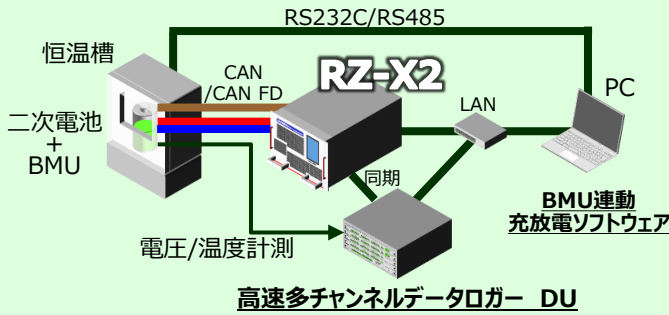 RS232C/RS485
恒温槽
CAN
/CAN FD
RZ-X2
LAN
PC
二次電池
+
BMU
同期
BMU連動
充放電ソフトウェア
電圧/温度計測
高速多チャンネルデータロガー DU